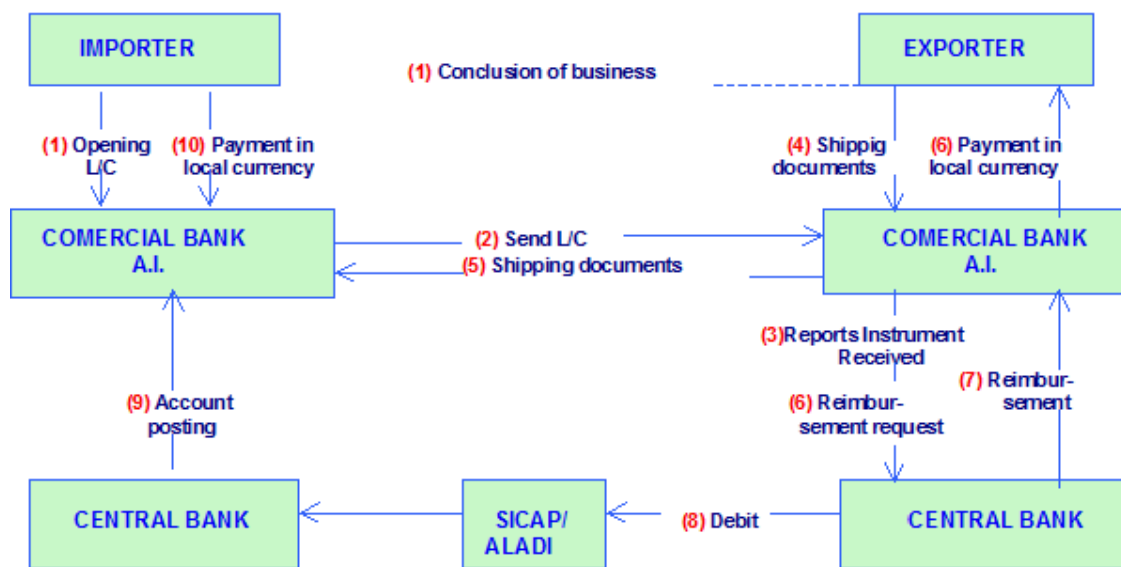 IMPORTER
EXPORTER
(1) Conclusion of business
(1) Opening
L/C
(10) Payment in
local currency
(4) Shippig
documents
(6) Payment in
local currency
COMERCIAL BANK
A.I.
(2) Send L/C
(5) Shipping documents
COMERCIAL BANK
A.I.
(3)Reports Instrument
Received
(7) Reimbur-
sement
(9) Account
posting
(6) Reimbur-
sement request
CENTRAL BANK
SICAP/
ALADI
(8) Debit
CENTRAL BANK